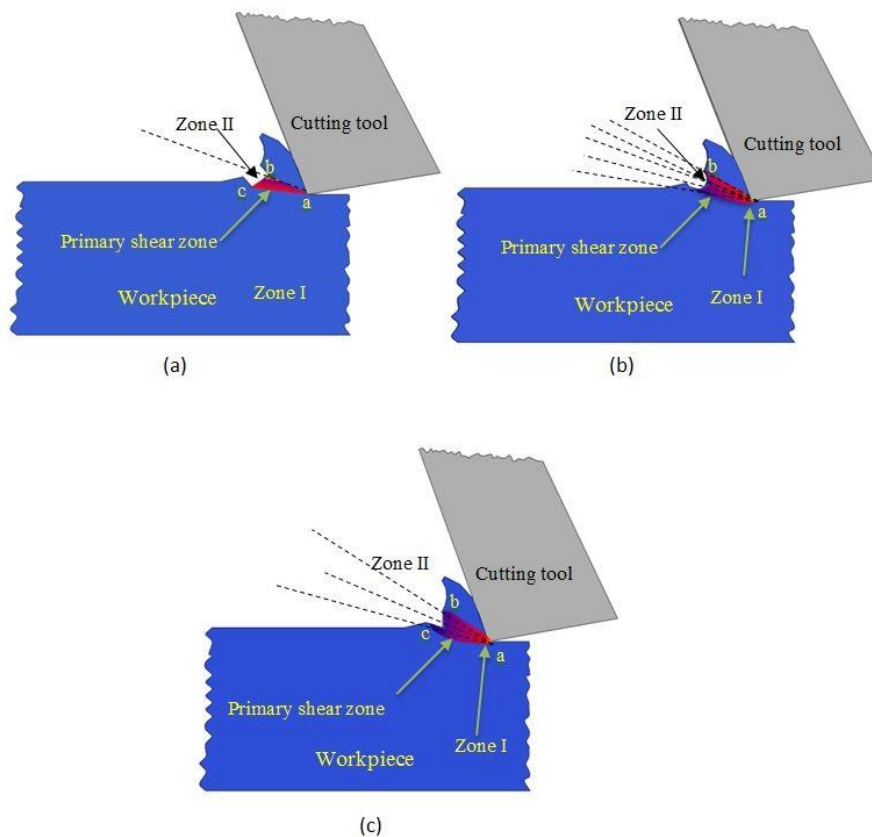 Zone II
Cutting tool
b
c
a
Primary shear zone
Workpiece
Zone I
(a)
Zone II
Cutting tool
b
a
Primary shear zone
Workpiece
Zone I
(b)
Zone II
Cutting tool
b
c
a
Primary shear zone
Zone I
Workpiece
(c)